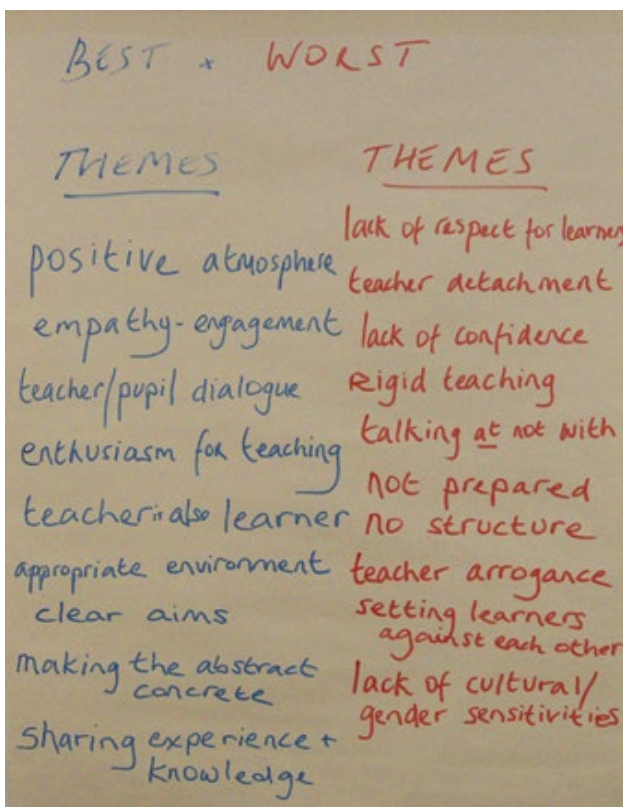 BEST + WORST
THEMES
positive atmosphere
empathy-engagement
teacher/pupil dialogue
enthusiasm for teaching
teacher is also learner
appropriate environment
clear aims
making the abstract
concrete
sharing experience +
knowledge
THEMES
lack of respect for learners
teacher detachment
lack of confidence
Rigid teaching
talking at not with
not prepared
no structure
teacher arrogance
setting learners
against each other
lack of cultural/
gender sensitivities